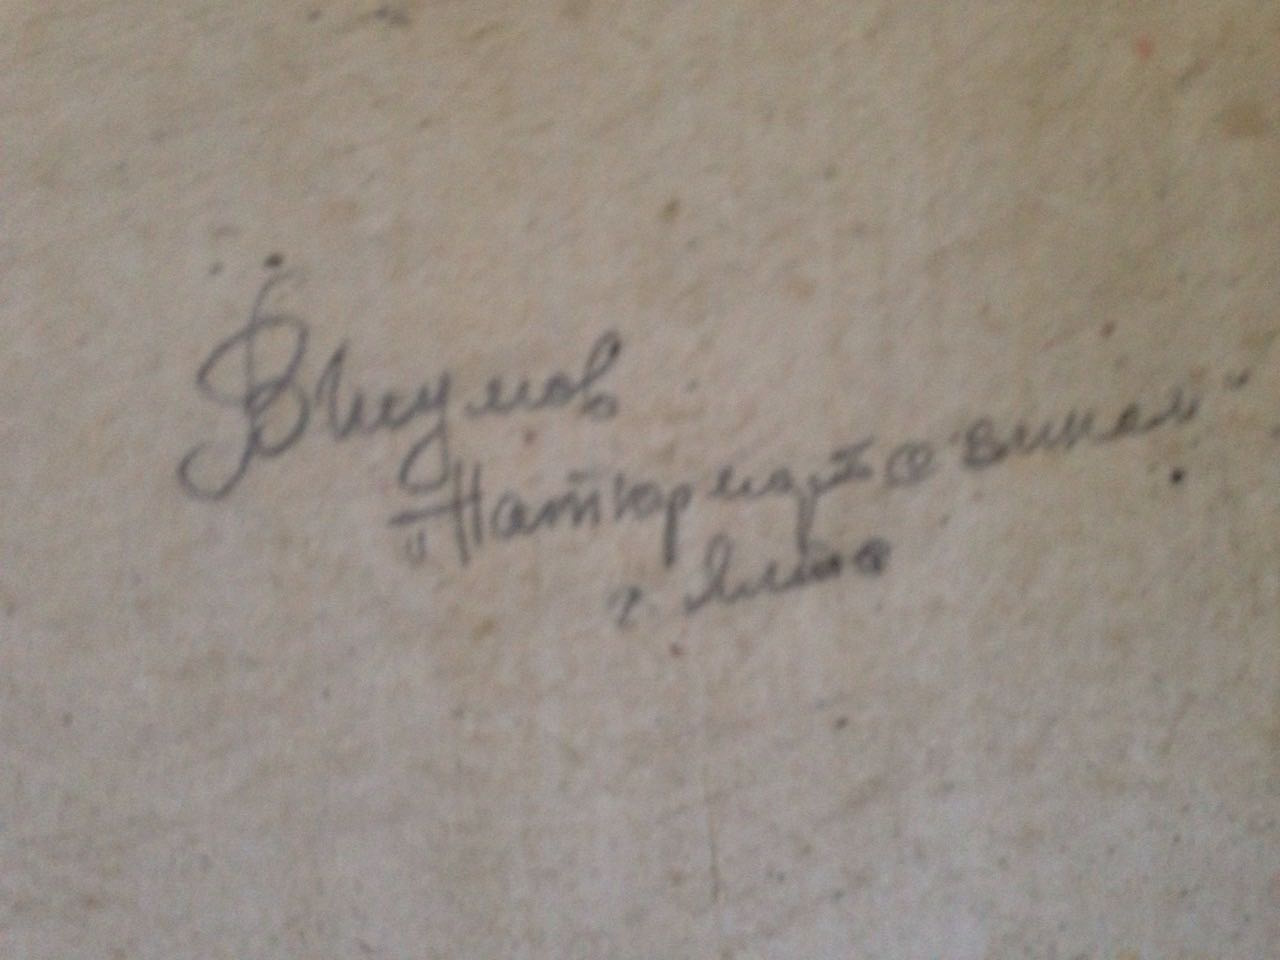 "Натюрморт с вином"
г. Ялта